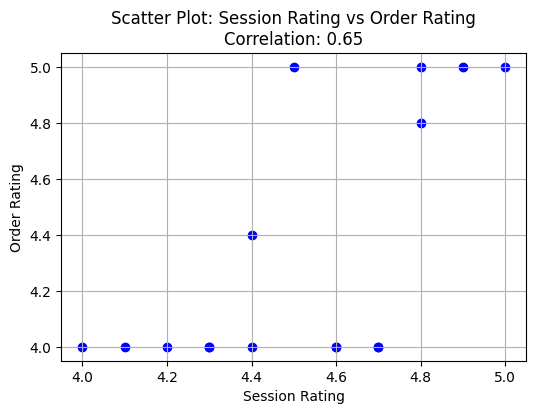 Scatter Plot: Session Rating vs Order Rating
Correlation: 0.65
5.0
4.8
4.6
4.4
4.2
4.0
Order Rating
4.0 4.2 4.4 4.6 4.8 5.0
Session Rating